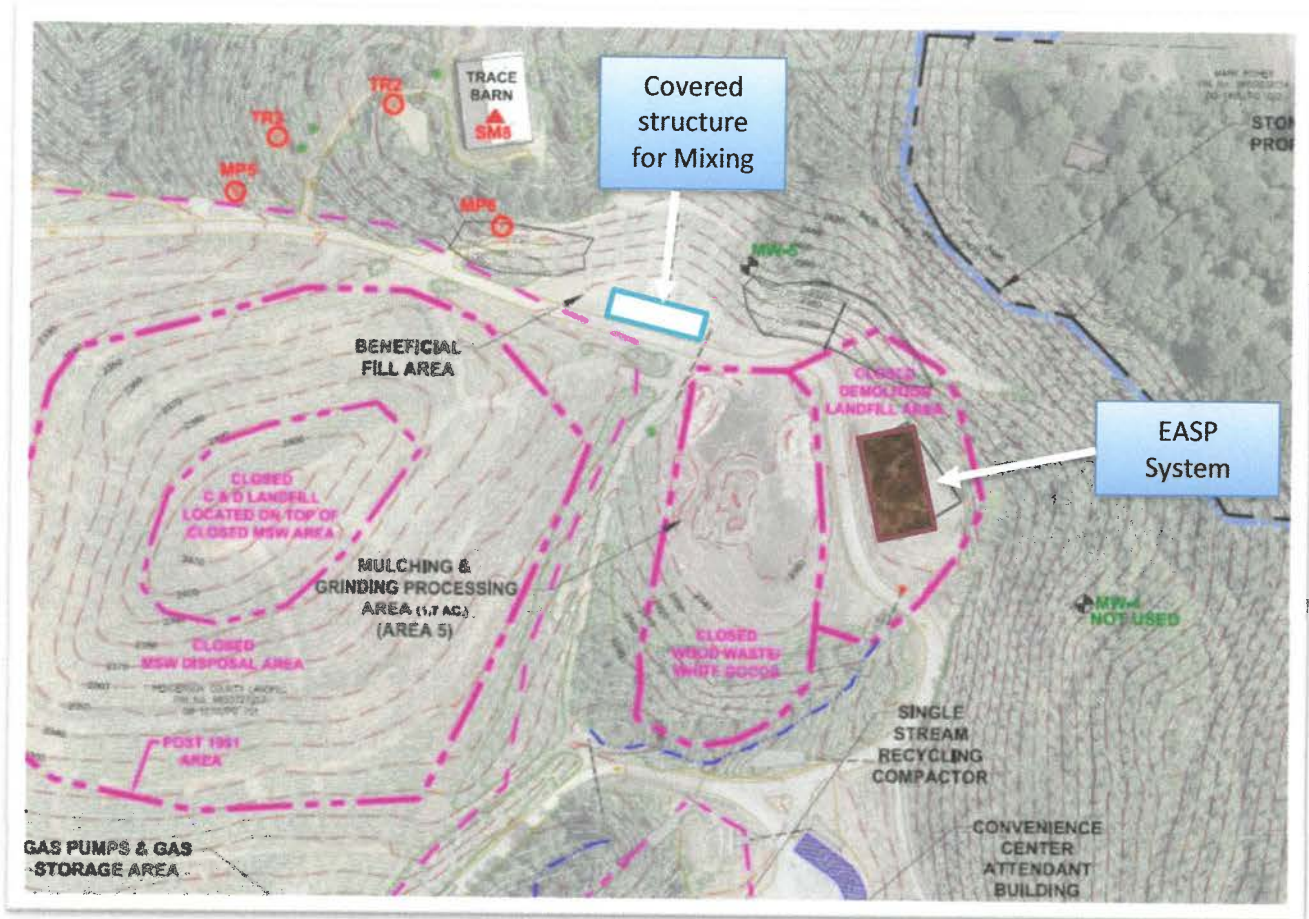 TRACE
BARN
SM8
TR2
TR3
MP5
MP6
Covered
structure
for Mixing
MW-5
BENEFICIAL
FILL AREA
CLOSED
DEMOLITION
LANDFILL AREA
EASP
System
CLOSED
C & D LANDFILL
LOCATED ON TOP OF
CLOSED MSW AREA
MULCHING &
GRINDING PROCESSING
AREA (1.7 AC.)
(AREA 5)
CLOSED
MSW DISPOSAL AREA
CLOSED
WOOD WASTE/
WHITE GOODS
MW-4
NOT USED
POST 1991
AREA
SINGLE
STREAM
RECYCLING
COMPACTOR
GAS PUMPS & GAS
STORAGE AREA
CONVENIENCE
CENTER
ATTENDANT
BUILDING